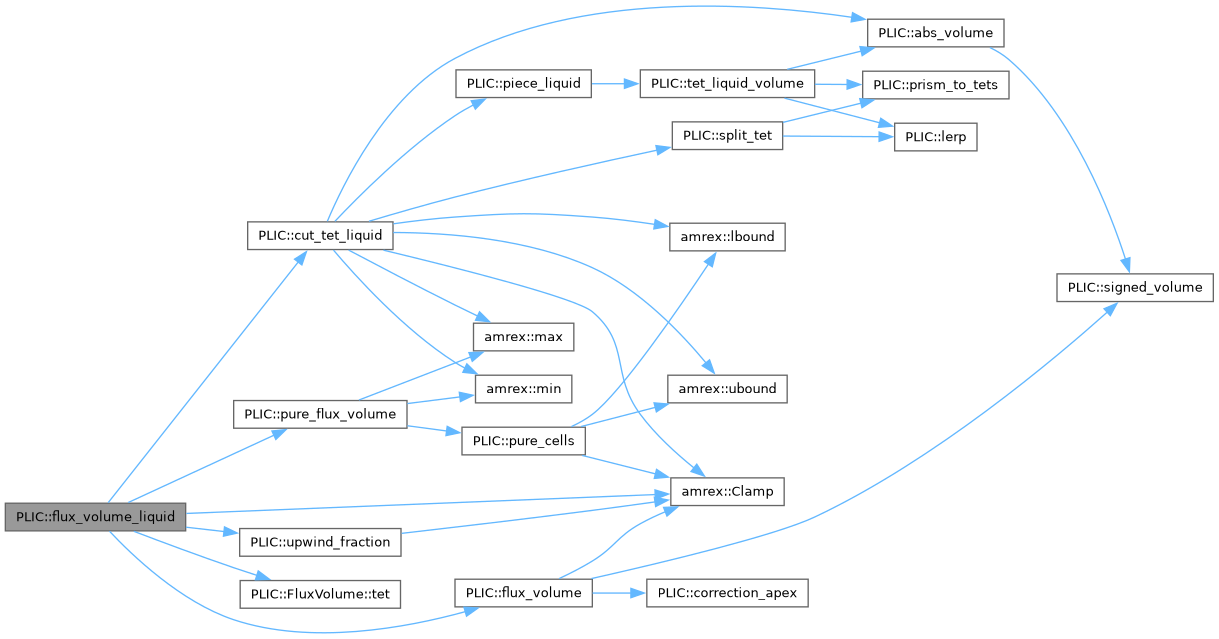 PLIC::abs_volume
PLIC::piece_liquid
PLIC::tet_liquid_volume
PLIC::prism_to_tets
PLIC::split_tet
PLIC::lerp
PLIC::cut_tet_liquid
amrex::lbound
PLIC::signed_volume
amrex::max
amrex::min
amrex::ubound
PLIC::pure_flux_volume
PLIC::pure_cells
amrex::Clamp
PLIC::flux_volume_liquid
PLIC::upwind_fraction
PLIC::FluxVolume::tet
PLIC::flux_volume
PLIC::correction_apex